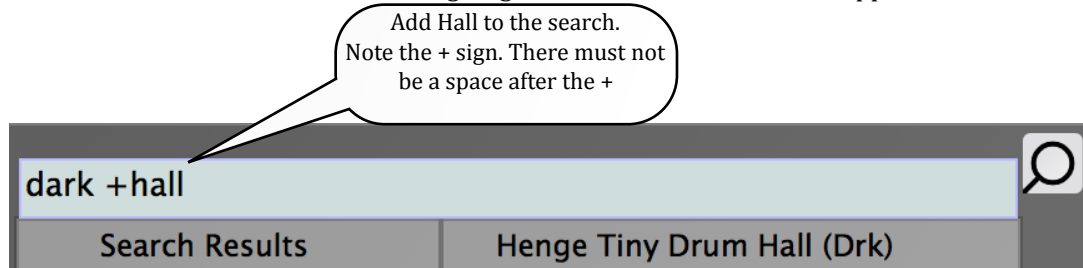 Add Hall to the search.
Note the + sign. There must not
be a space after the +
dark +hall
Search Results
Henge Tiny Drum Hall (Drk)